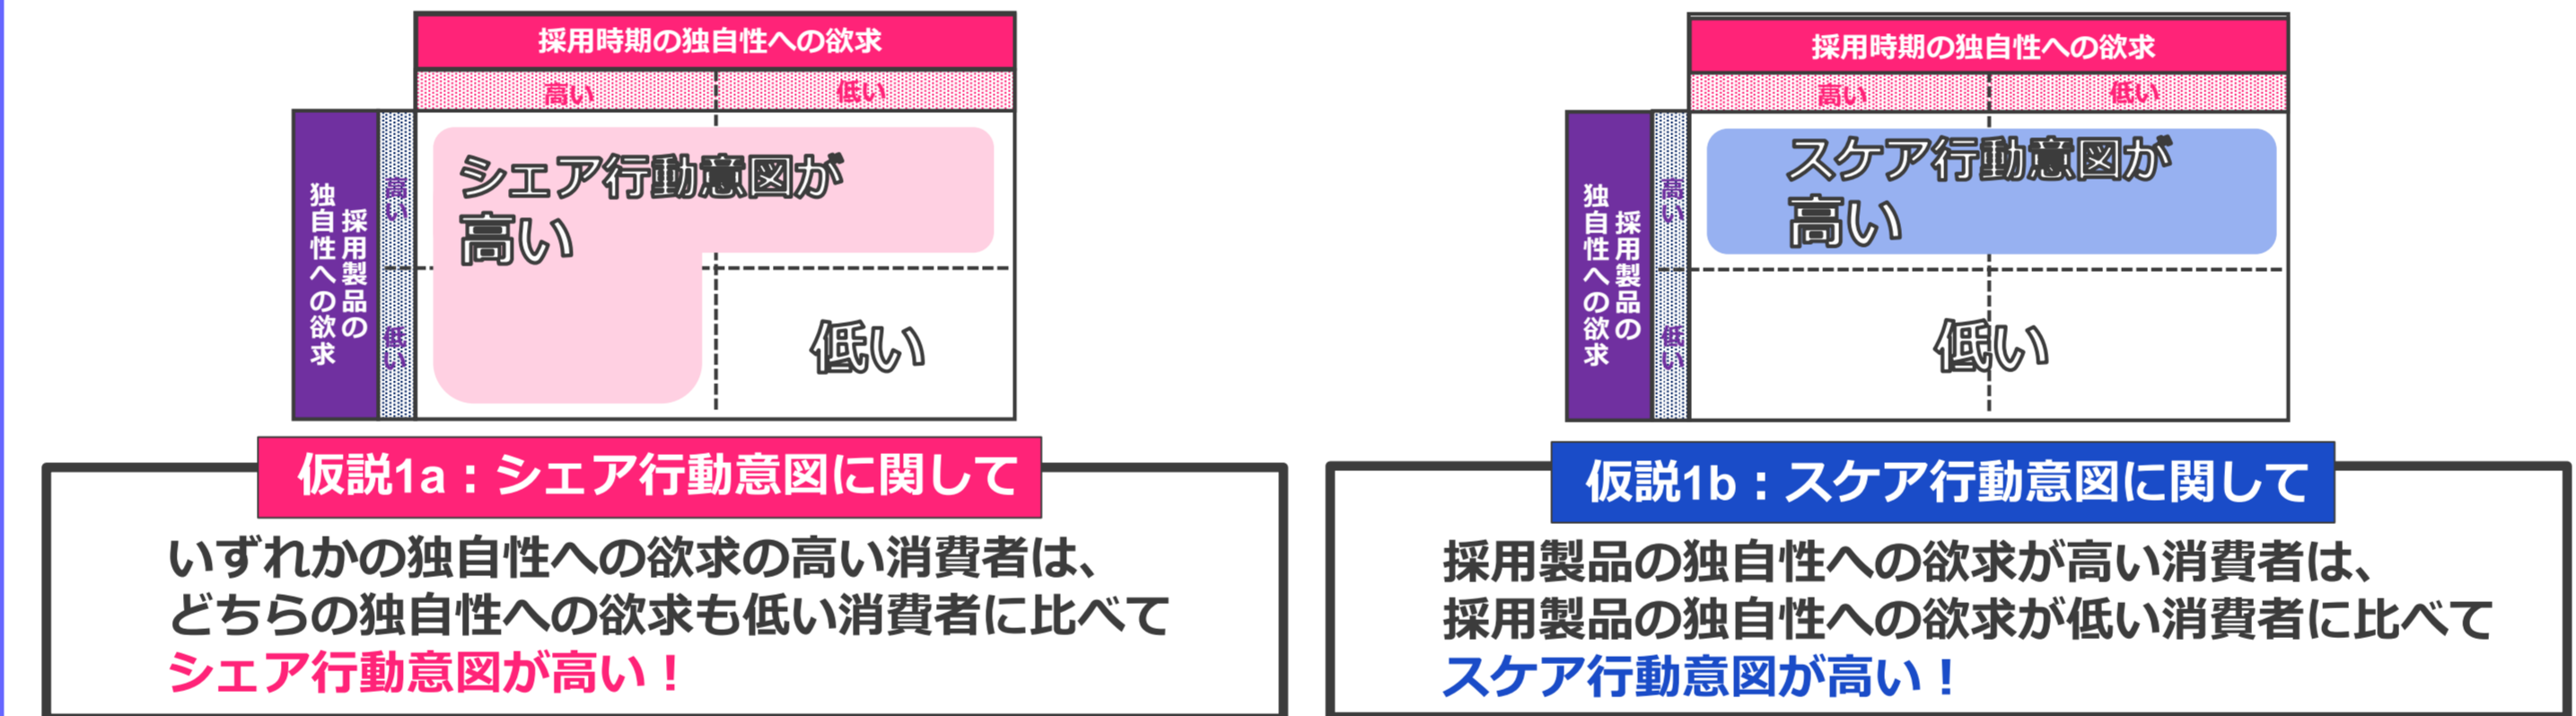 採用時期の独自性への欲求
高い 低い
採用製品の
独自性への欲求
高い
低い
シェア行動意図が
高い
低い
仮説1a：シェア行動意図に関して
いずれかの独自性への欲求の高い消費者は、
どちらの独自性への欲求も低い消費者に比べて
シェア行動意図が高い！
採用時期の独自性への欲求
高い 低い
採用製品の
独自性への欲求
高い
低い
スケア行動意図が
高い
低い
仮説1b：スケア行動意図に関して
採用製品の独自性への欲求が高い消費者は、
採用製品の独自性への欲求が低い消費者に比べて
スケア行動意図が高い！